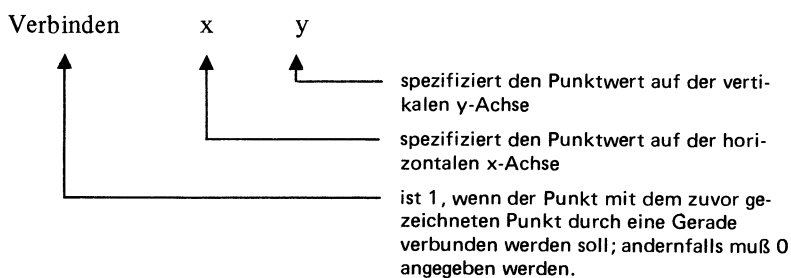 Verbinden x y
spezifiziert den Punktwert auf der verti-
kalen y-Achse
spezifiziert den Punktwert auf der hori-
zontalen x-Achse
ist 1, wenn der Punkt mit dem zuvor ge-
zeichneten Punkt durch eine Gerade
verbunden werden soll; andernfalls muß 0
angegeben werden.